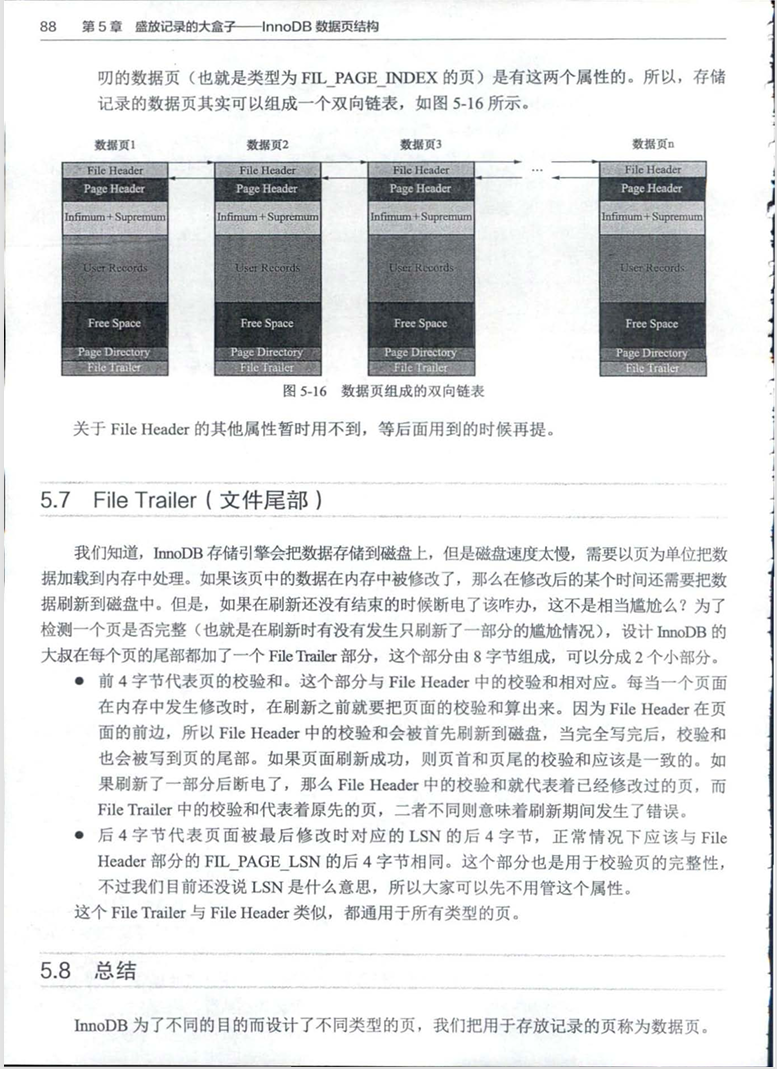 88 第 5 章 盛放记录的大盒子——InnoDB 数据页结构
叨的数据页（也就是类型为 FIL_PAGE_INDEX 的页）是有这两个属性的。所以，存储
记录的数据页其实可以组成一个双向链表，如图 5-16 所示。
数据页1 数据页2 数据页3 数据页n
File Header File Header File Header … File Header
Page Header Page Header Page Header Page Header
Infimum + Supremum Infimum + Supremum Infimum + Supremum Infimum + Supremum
User Records User Records User Records User Records
Free Space Free Space Free Space Free Space
Page Directory Page Directory Page Directory Page Directory
File Trailer File Trailer File Trailer File Trailer
图 5-16 数据页组成的双向链表
关于 File Header 的其他属性暂时用不到，等后面用到的时候再提。
5.7 File Trailer（文件尾部）
我们知道，InnoDB 存储引擎会把数据存储到磁盘上，但是磁盘速度太慢，需要以页为单位把数
据加载到内存中处理。如果该页中的数据在内存中被修改了，那么在修改后的某个时间还需要把数
据刷新到磁盘中。但是，如果在刷新还没有结束的时候断电了该咋办，这不是相当尴尬么？为了
检测一个页是否完整（也就是在刷新时有没有发生只刷新了一部分的尴尬情况），设计 InnoDB 的
大叔在每个页的尾部都加了一个 File Trailer 部分，这个部分由 8 字节组成，可以分成 2 个小部分。
● 前 4 字节代表页的校验和。这个部分与 File Header 中的校验和相对应。每当一个页面
在内存中发生修改时，在刷新之前就要把页面的校验和算出来。因为 File Header 在页
面的前边，所以 File Header 中的校验和会被首先刷新到磁盘，当完全写完后，校验和
也会被写到页的尾部。如果页面刷新成功，则页首和页尾的校验和应该是一致的。如
果刷新了一部分后断电了，那么 File Header 中的校验和就代表着已经修改过的页，而
File Trailer 中的校验和代表着原先的页，二者不同则意味着刷新期间发生了错误。
● 后 4 字节代表页面被最后修改时对应的 LSN 的后 4 字节，正常情况下应该与 File
Header 部分的 FIL_PAGE_LSN 的后 4 字节相同。这个部分也是用于校验页的完整性，
不过我们目前还没说 LSN 是什么意思，所以大家可以先不用管这个属性。
这个 File Trailer 与 File Header 类似，都通用于所有类型的页。
5.8 总结
InnoDB 为了不同的目的而设计了不同类型的页，我们把用于存放记录的页称为数据页。